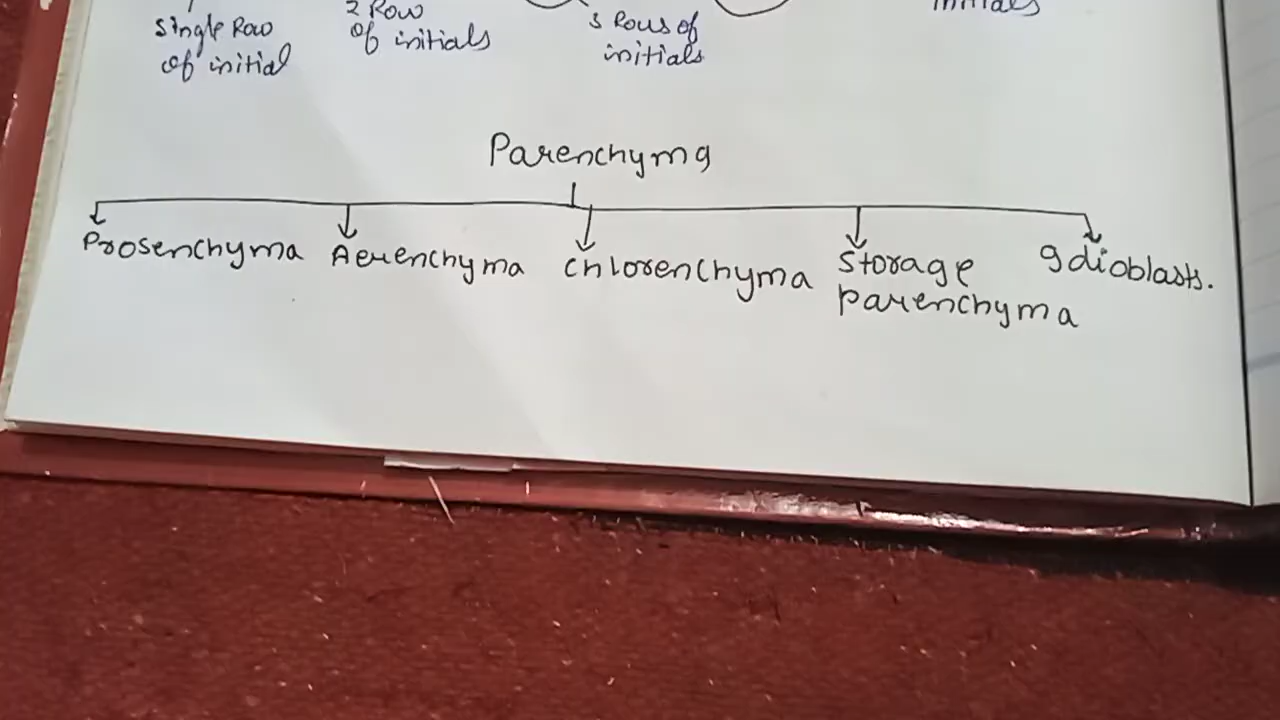 Single Row
of initial
2 Row
of initials
3 Rows of
initials
initials
Parenchyma
Prosenchyma Aerenchyma Chlorenchyma Storage parenchyma Idioblasts.